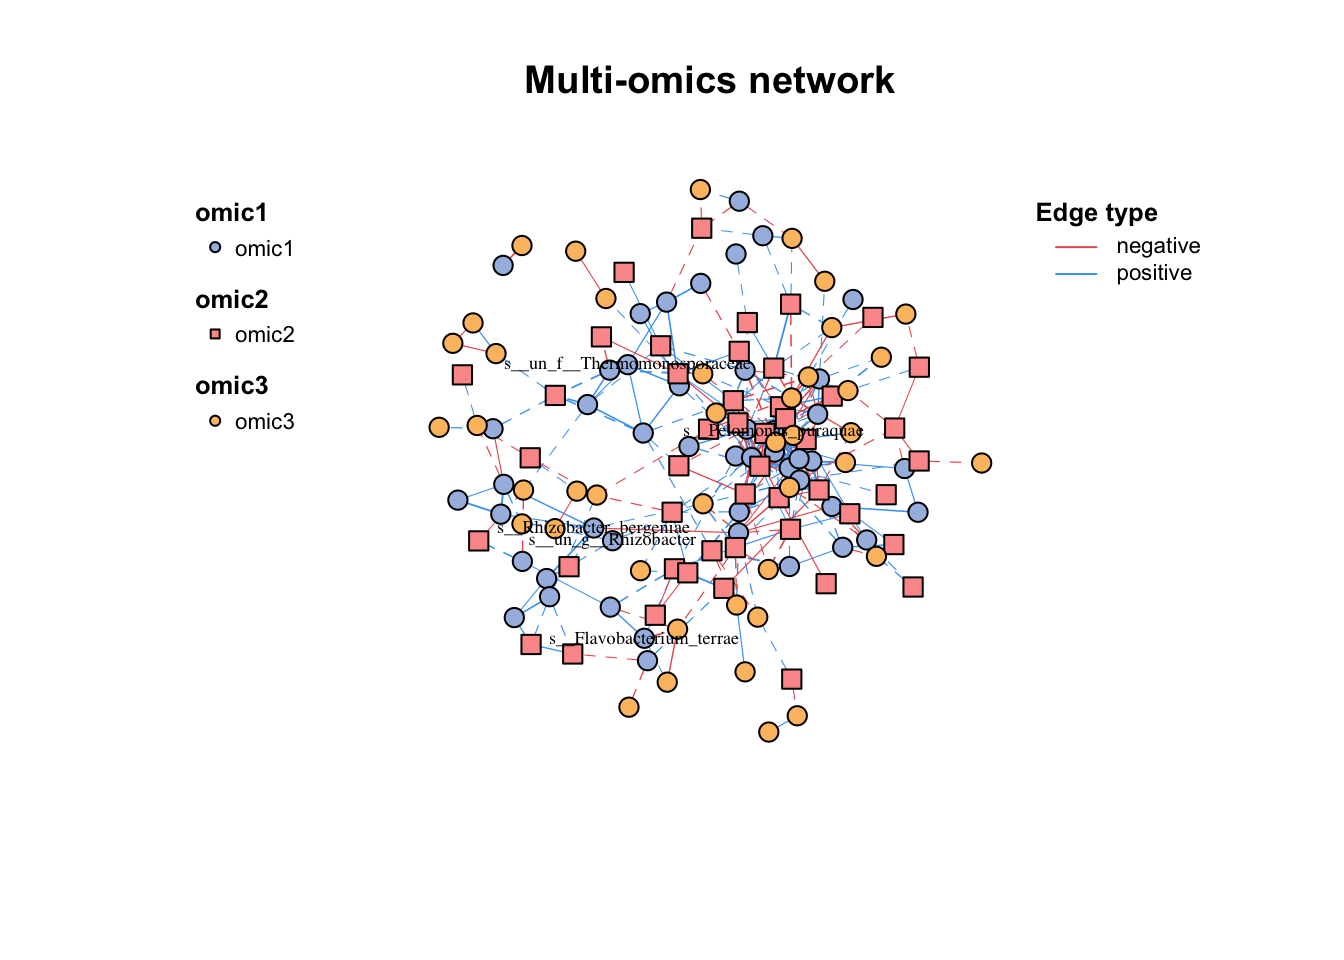 Multi-omics network
omic1
omic1
omic2
omic2
omic3
omic3
Edge type
negative
positive
s__un_f__Thermomonosporaceae
s__Pelomonas_puraquae
s__Rhizobacter_bergeniae
s__un_g__Rhizobacter
s__Flavobacterium_terrae